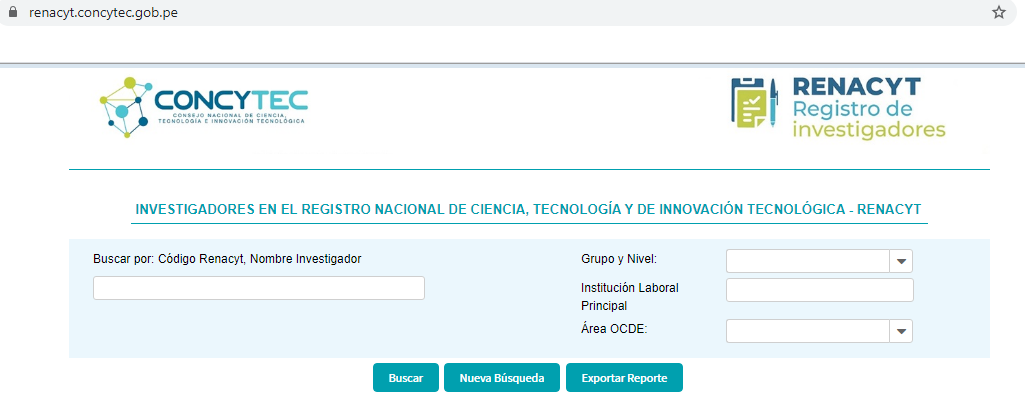 renacyt.concytec.gob.pe
CONCYTEC
CONSEJO NACIONAL DE CIENCIA,
TECNOLOGÍA E INNOVACIÓN TECNOLÓGICA
RENACYT
Registro de
investigadores
INVESTIGADORES EN EL REGISTRO NACIONAL DE CIENCIA, TECNOLOGÍA Y DE INNOVACIÓN TECNOLÓGICA - RENACYT
Buscar por: Código Renacyt, Nombre Investigador
Grupo y Nivel:
Institución Laboral
Principal
Área OCDE:
Buscar
Nueva Búsqueda
Exportar Reporte